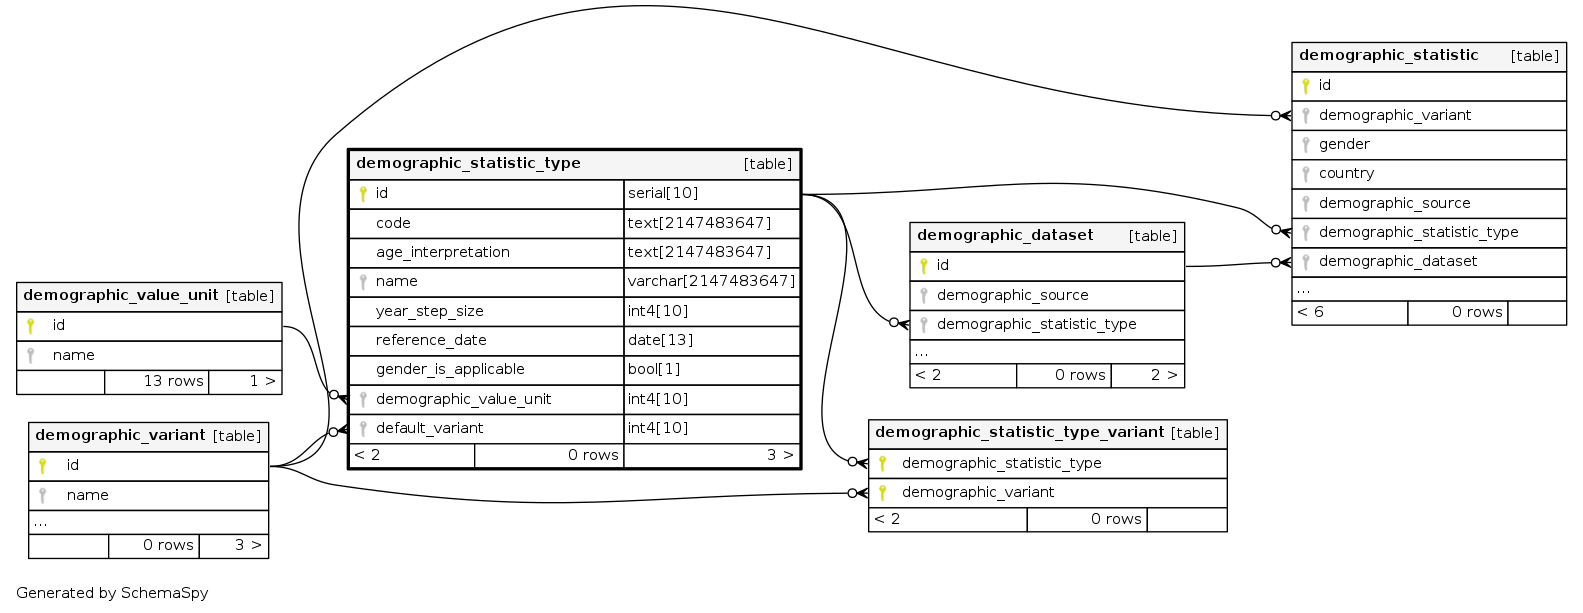 demographic_statistic_type [table]
id serial[10]
code text[2147483647]
age_interpretation text[2147483647]
name varchar[2147483647]
year_step_size int4[10]
reference_date date[13]
gender_is_applicable bool[1]
demographic_value_unit int4[10]
default_variant int4[10]
< 2 0 rows 3 >
demographic_value_unit [table]
id
name
13 rows 1 >
demographic_variant [table]
id
name
...
0 rows 3 >
demographic_statistic [table]
id
demographic_variant
gender
country
demographic_source
demographic_statistic_type
demographic_dataset
...
< 6 0 rows
demographic_dataset [table]
id
demographic_source
demographic_statistic_type
...
< 2 0 rows 2 >
demographic_statistic_type_variant [table]
demographic_statistic_type
demographic_variant
< 2 0 rows
Generated by SchemaSpy